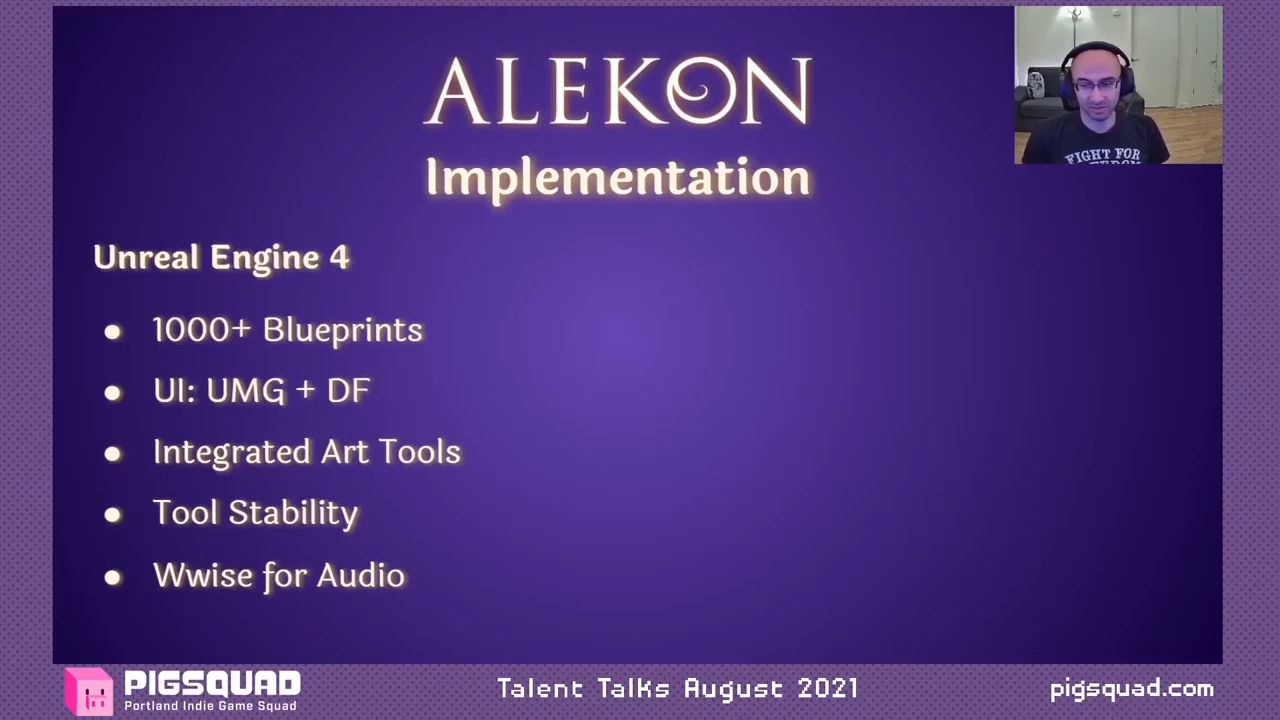 ALEKON
Implementation
Unreal Engine 4
● 1000+ Blueprints
● UI: UMG + DF
● Integrated Art Tools
● Tool Stability
● Wwise for Audio
FIGHT FOR
PIGSQUAD
Portland Indie Game Squad
Talent Talks August 2021
pigsquad.com